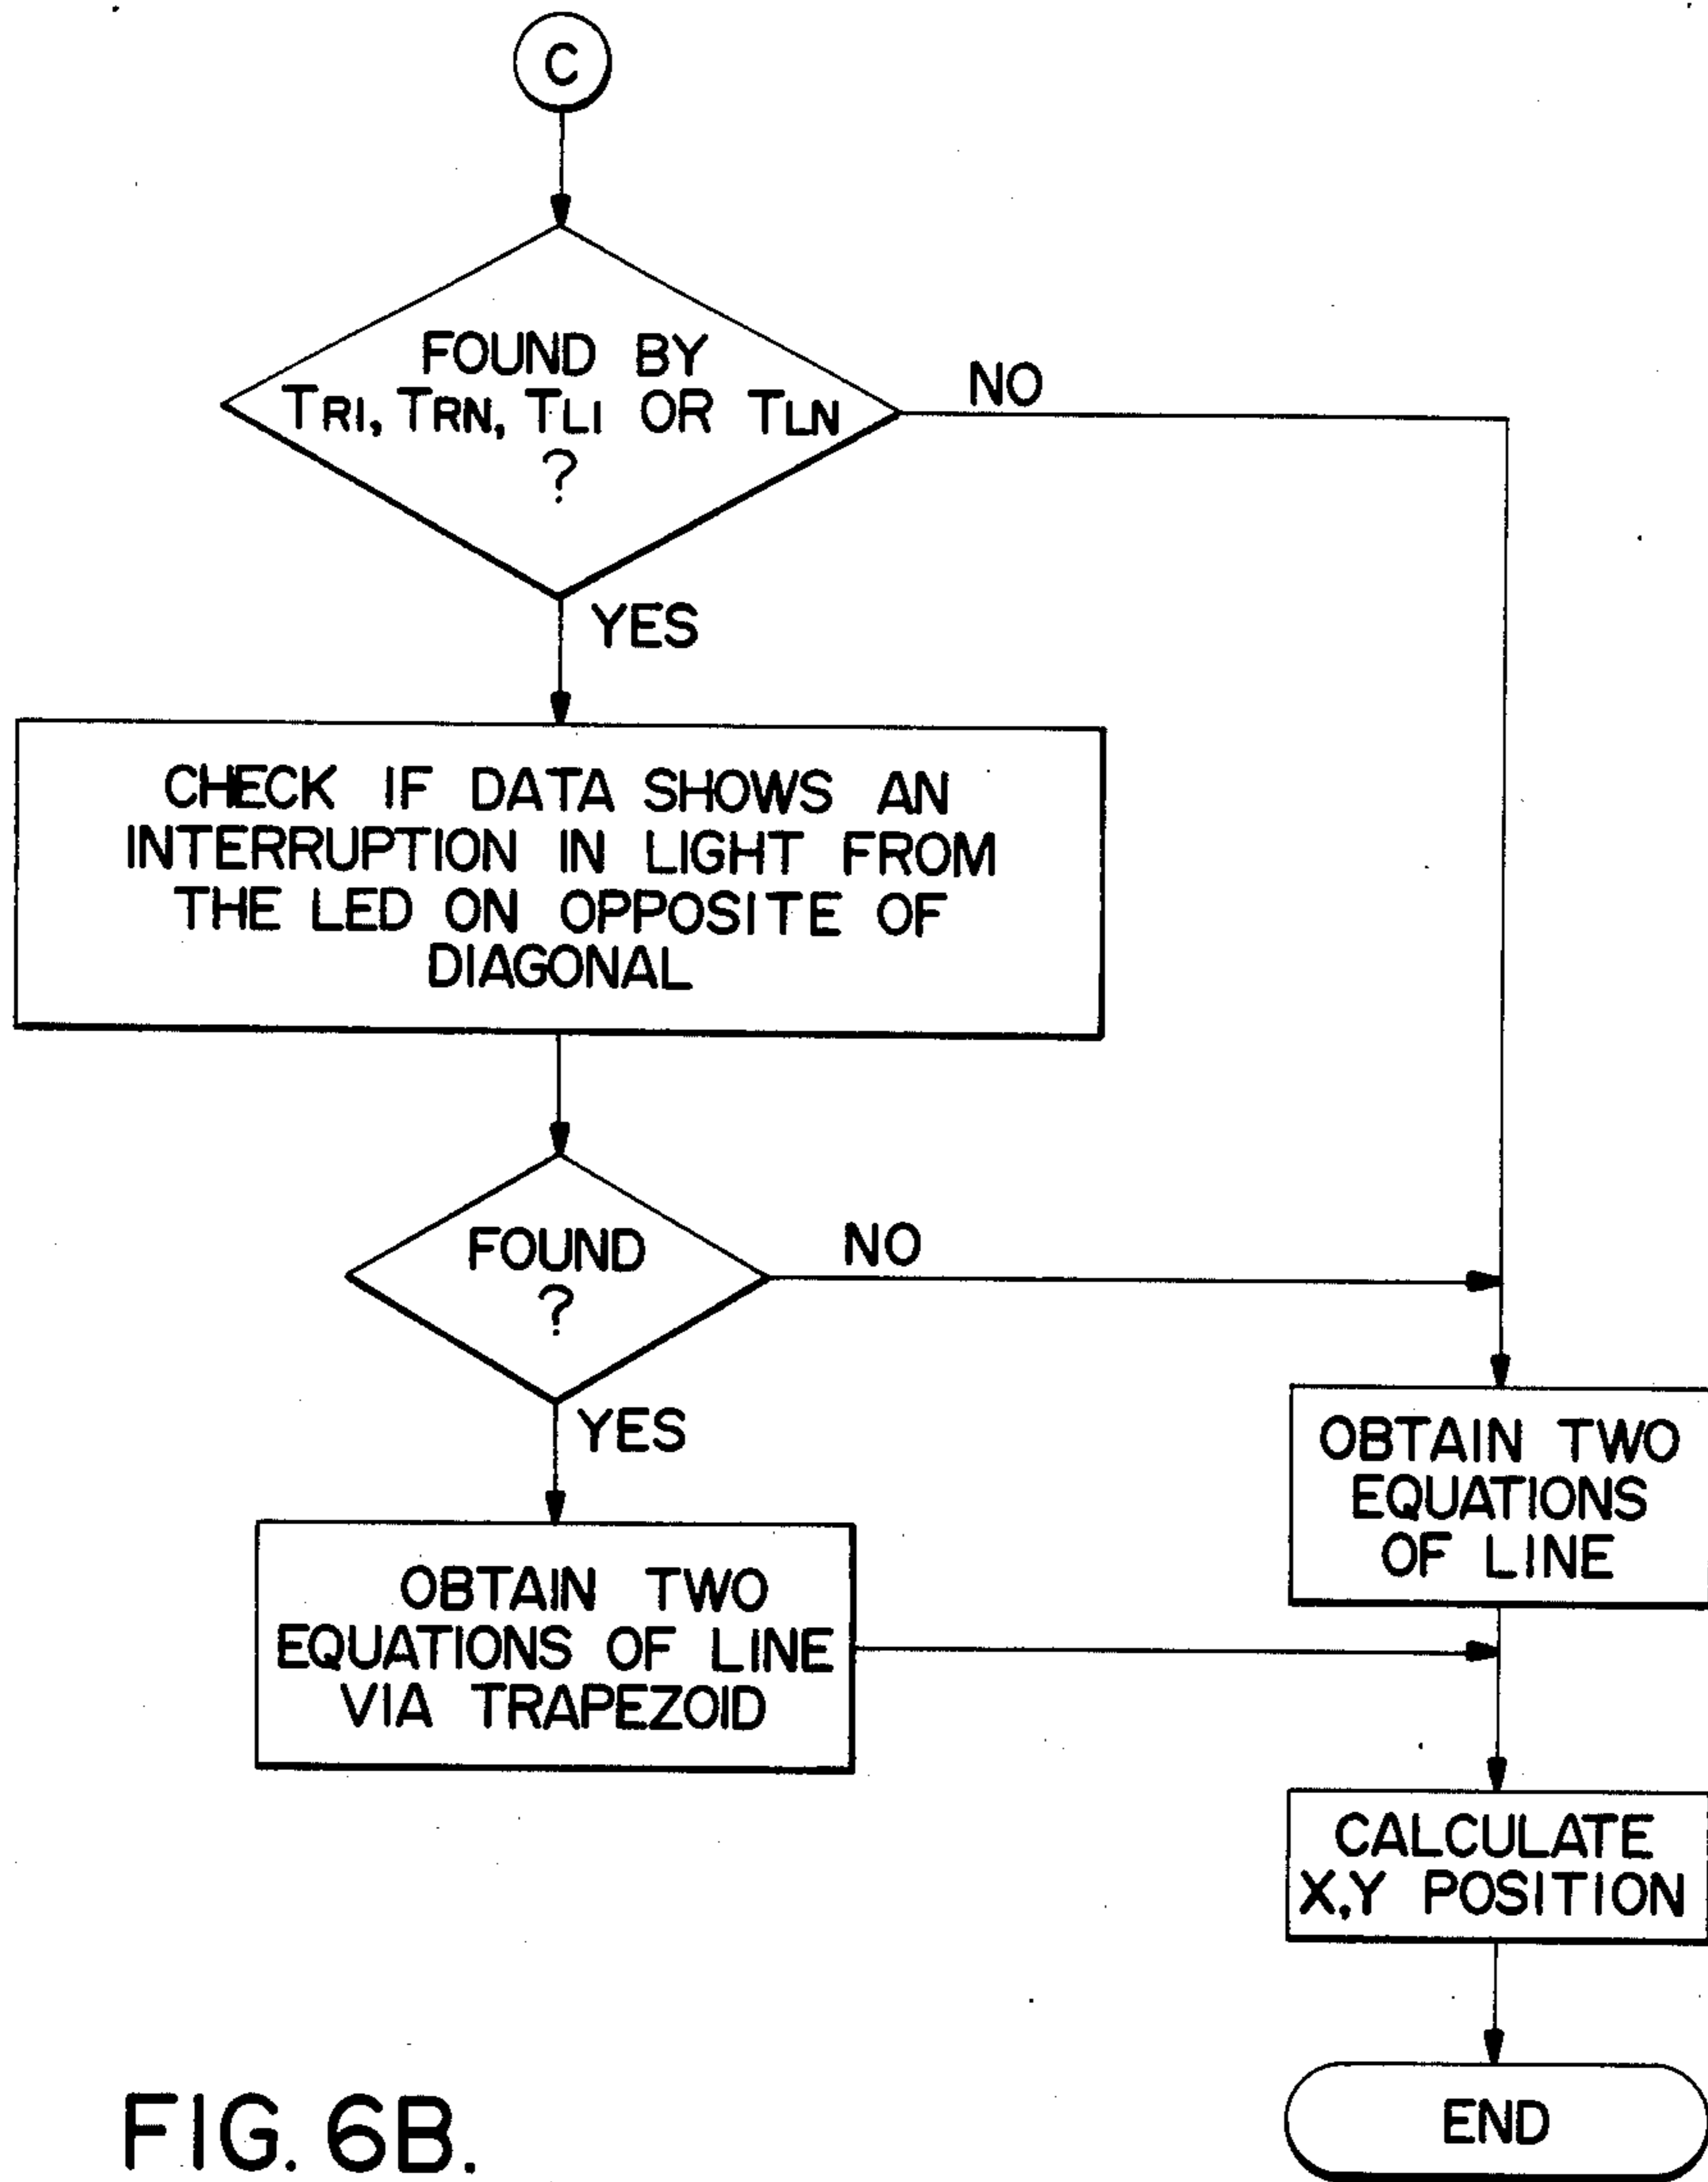 C
FOUND BY
TRI, TRN, TLI OR TLN
?
NO
YES
CHECK IF DATA SHOWS AN
INTERRUPTION IN LIGHT FROM
THE LED ON OPPOSITE OF
DIAGONAL
FOUND
?
NO
YES
OBTAIN TWO
EQUATIONS
OF LINE
OBTAIN TWO
EQUATIONS OF LINE
VIA TRAPEZOID
CALCULATE
X,Y POSITION
END
FIG. 6B.